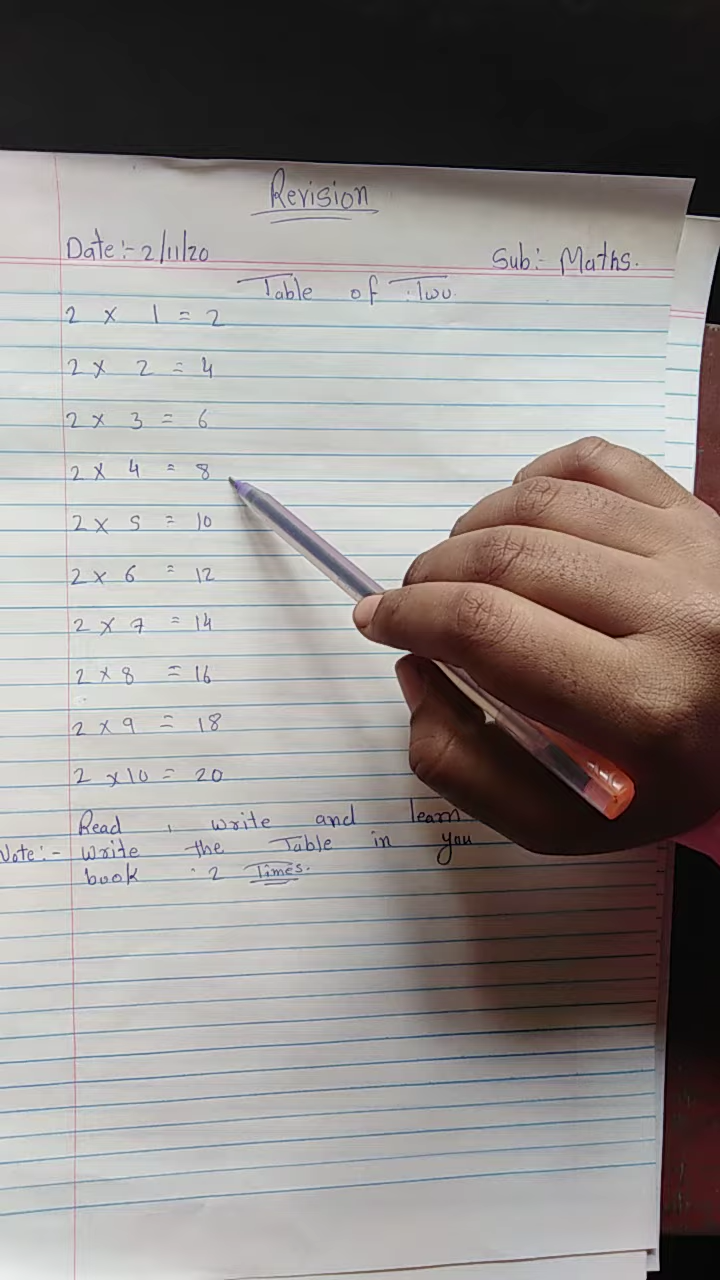 Revision
Date:- 2/11/20 Sub:- Maths.
Table of Two.
2 x 1 = 2
2 x 2 = 4
2 x 3 = 6
2 x 4 = 8
2 x 5 = 10
2 x 6 = 12
2 x 7 = 14
2 x 8 = 16
2 x 9 = 18
2 x 10 = 20
Read, write and learn
Note:- write the Table in you
book 2 Times.